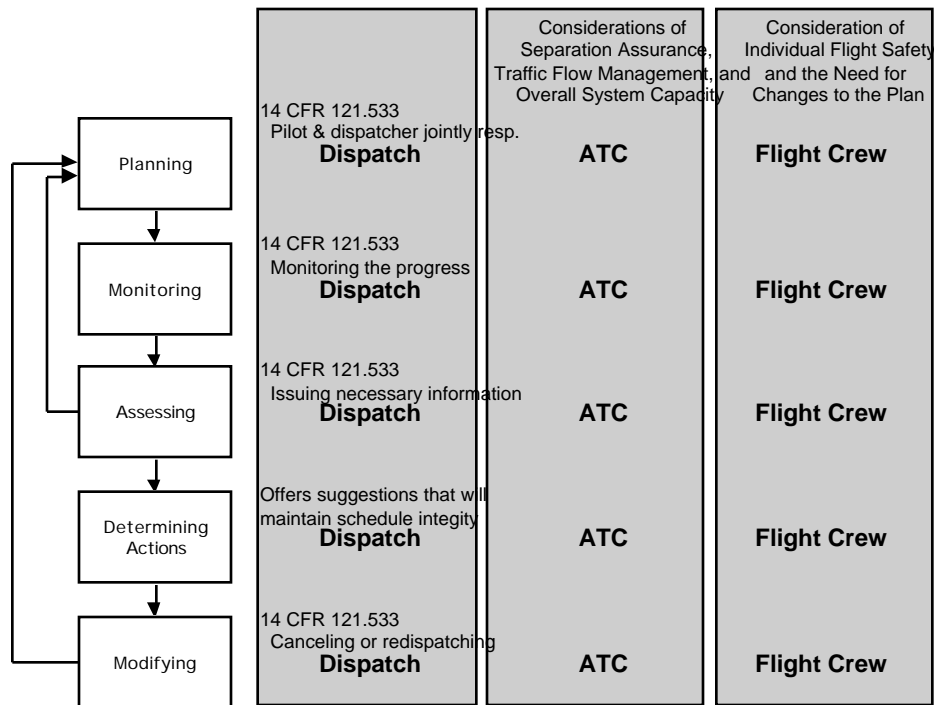 Considerations of
Separation Assurance,
Traffic Flow Management, and
Overall System Capacity
Consideration of
Individual Flight Safety
and the Need for
Changes to the Plan
Planning
14 CFR 121.533
Pilot & dispatcher jointly resp.
Dispatch
ATC
Flight Crew
Monitoring
14 CFR 121.533
Monitoring the progress
Dispatch
ATC
Flight Crew
Assessing
14 CFR 121.533
Issuing necessary information
Dispatch
ATC
Flight Crew
Determining
Actions
Offers suggestions that will
maintain schedule integity
Dispatch
ATC
Flight Crew
Modifying
14 CFR 121.533
Canceling or redispatching
Dispatch
ATC
Flight Crew